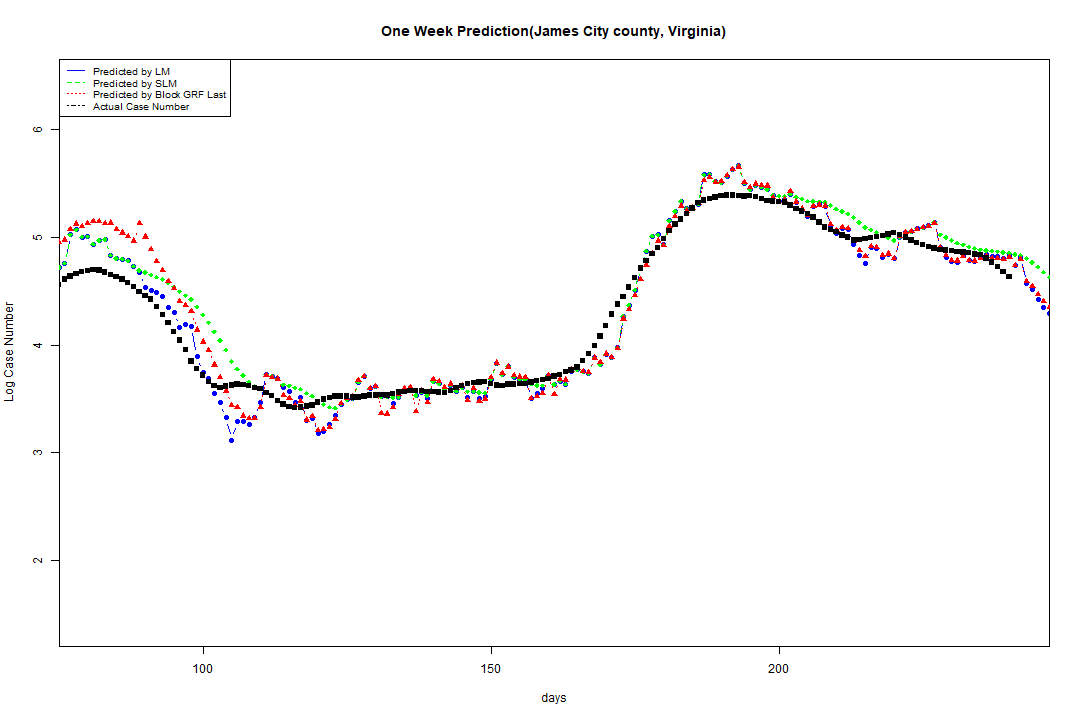 One Week Prediction(James City county, Virginia)
Predicted by LM
Predicted by SLM
Predicted by Block GRF Last
Actual Case Number
6
5
4
3
2
Log Case Number
100 150 200
days